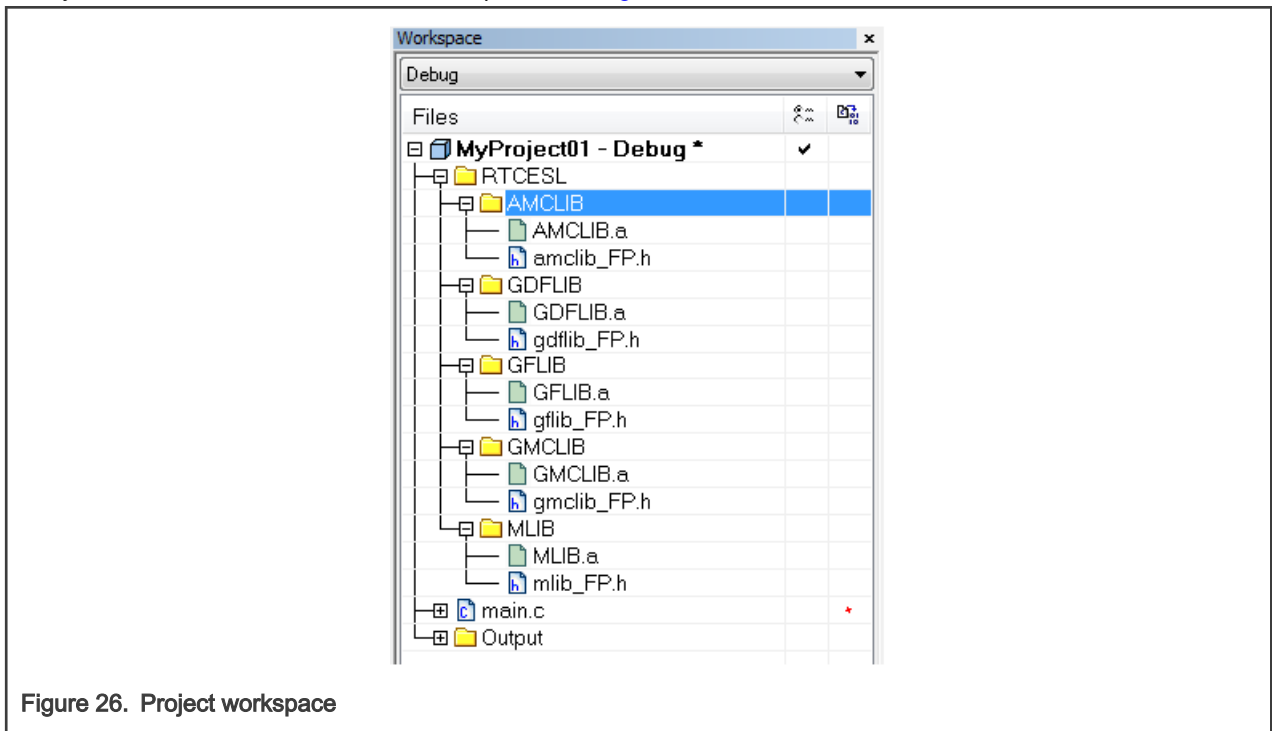 Workspace
Debug
Files
MyProject01 - Debug *
RTCESL
AMCLIB
AMCLIB.a
amclib_FP.h
GDFLIB
GDFLIB.a
gdflib_FP.h
GFLIB
GFLIB.a
gflib_FP.h
GMCLIB
GMCLIB.a
gmclib_FP.h
MLIB
MLIB.a
mlib_FP.h
main.c
Output
Figure 26. Project workspace